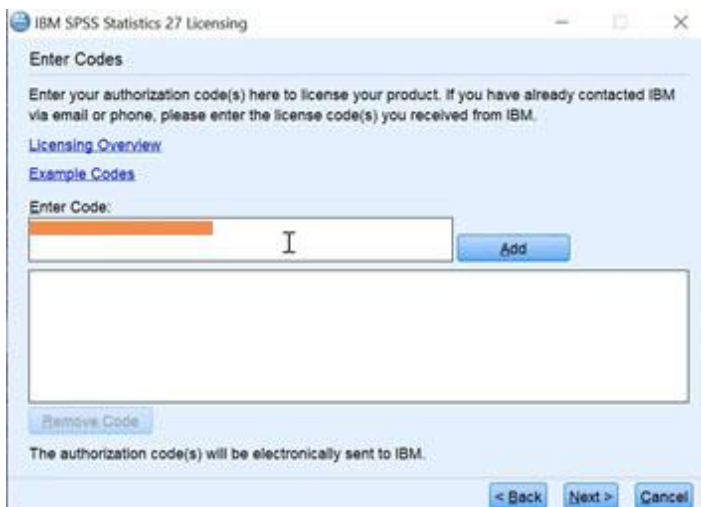 IBM SPSS Statistics 27 Licensing
Enter Codes
Enter your authorization code(s) here to license your product. If you have already contacted IBM
via email or phone, please enter the license code(s) you received from IBM.
Licensing Overview
Example Codes
Enter Code:
Add
Remove Code
The authorization code(s) will be electronically sent to IBM.
< Back Next > Cancel